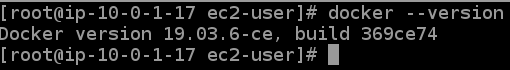 [root@ip-10-0-1-17 ec2-user]# docker --version
Docker version 19.03.6-ce, build 369ce74
[root@ip-10-0-1-17 ec2-user]#